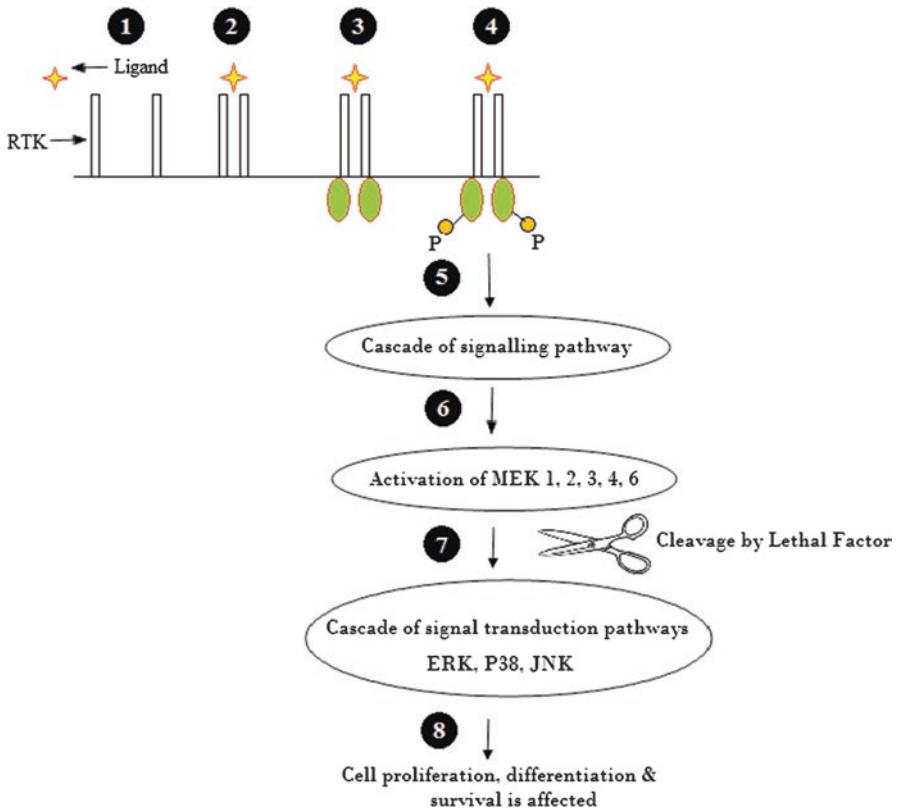 1
2
3
4
Ligand
RTK
P
P
5
Cascade of signalling pathway
6
Activation of MEK 1, 2, 3, 4, 6
7
Cleavage by Lethal Factor
Cascade of signal transduction pathways
ERK, P38, JNK
8
Cell proliferation, differentiation &
survival is affected